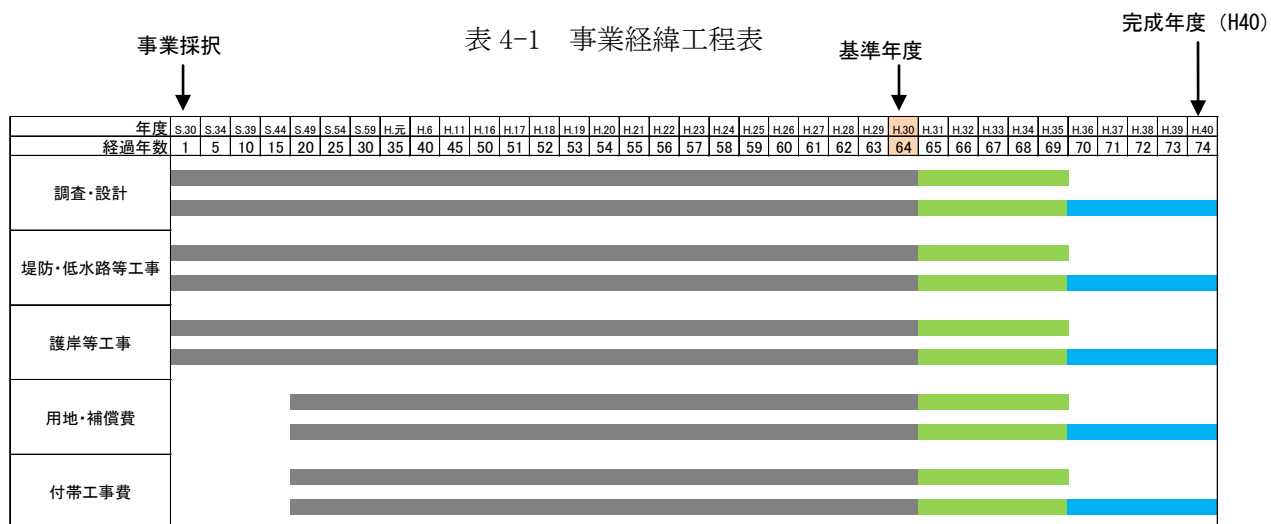 完成年度（H40）
事業採択
表 4-1　事業経緯工程表
基準年度
年度 S.30 S.34 S.39 S.44 S.49 S.54 S.59 H.元 H.6 H.11 H.16 H.17 H.18 H.19 H.20 H.21 H.22 H.23 H.24 H.25 H.26 H.27 H.28 H.29 H.30 H.31 H.32 H.33 H.34 H.35 H.36 H.37 H.38 H.39 H.40
経過年数 1 5 10 15 20 25 30 35 40 45 50 51 52 53 54 55 56 57 58 59 60 61 62 63 64 65 66 67 68 69 70 71 72 73 74
調査・設計
堤防・低水路等工事
護岸等工事
用地・補償費
付帯工事費